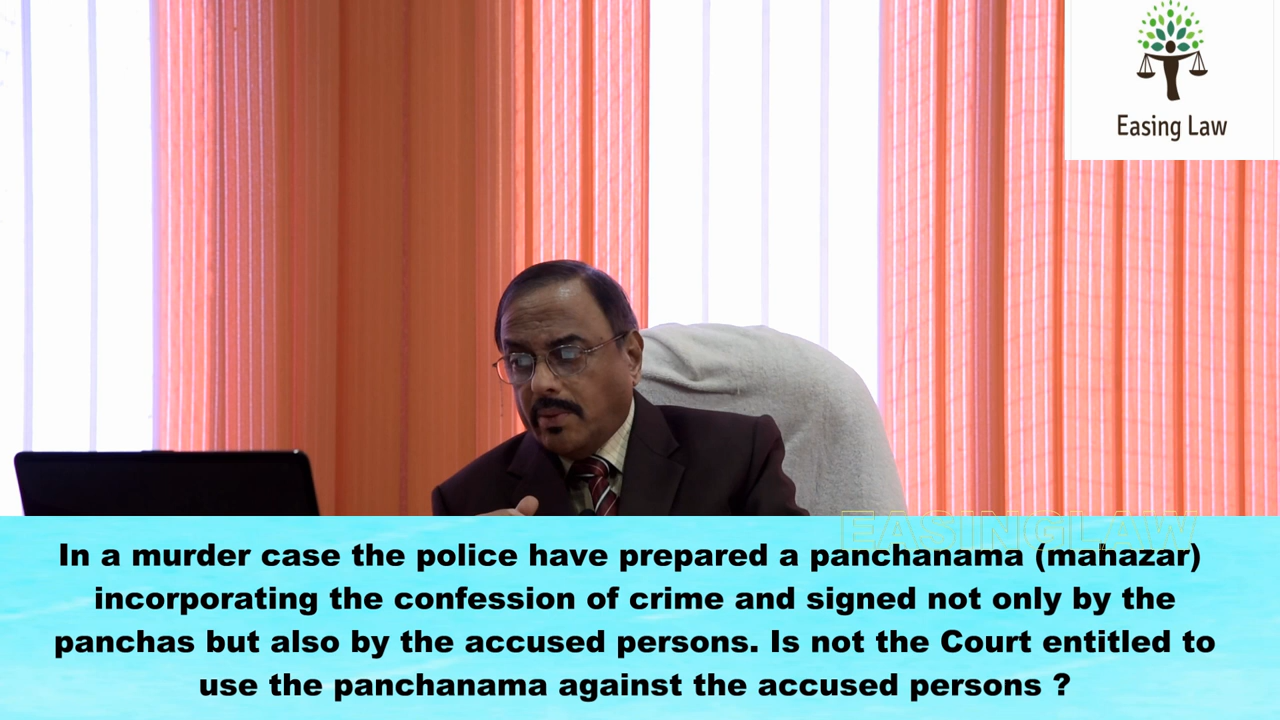 Easing Law
EASINGLAW
In a murder case the police have prepared a panchanama (mahazar)
incorporating the confession of crime and signed not only by the
panchas but also by the accused persons. Is not the Court entitled to
use the panchanama against the accused persons ?